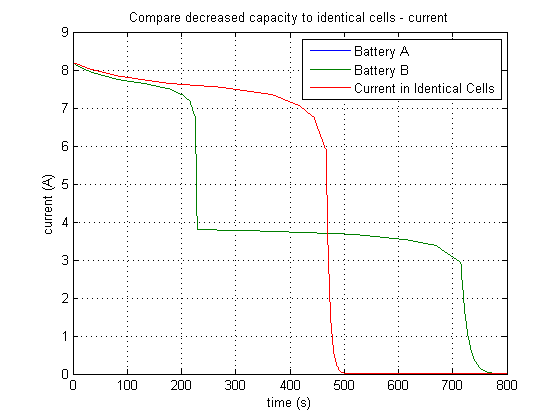 Compare decreased capacity to identical cells - current
9
8
7
6
5
4
3
2
1
0
current (A)
Battery A
Battery B
Current in Identical Cells
0 100 200 300 400 500 600 700 800
time (s)